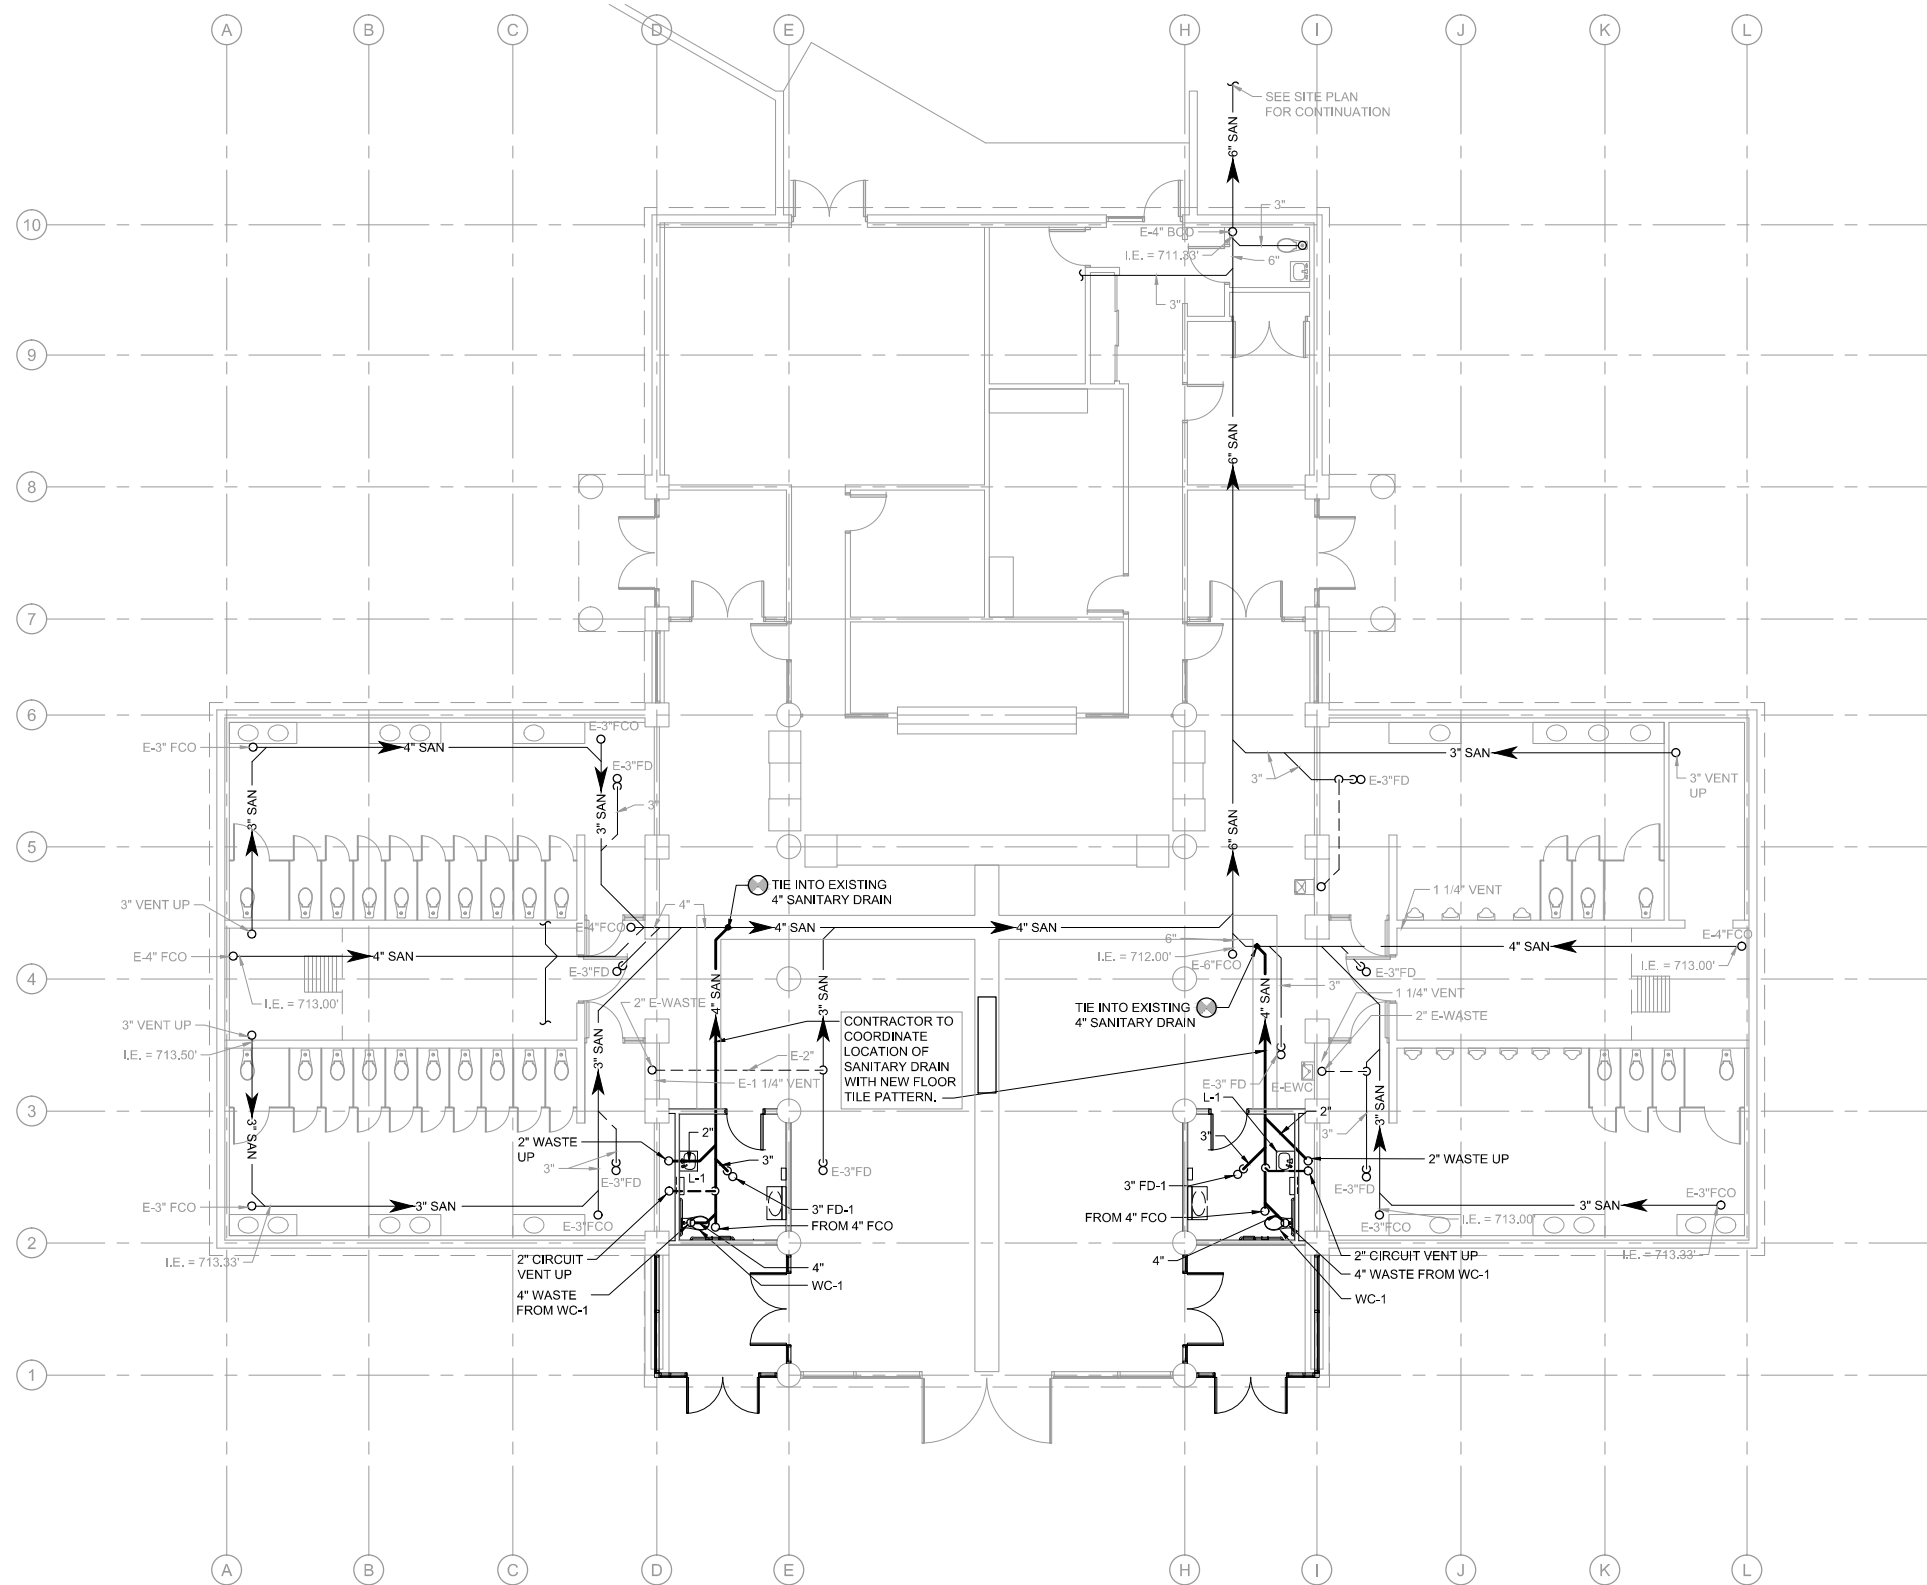 A
B
C
D
E
H
I
J
K
L
SEE SITE PLAN
FOR CONTINUATION
6" SAN
3"
10
E-4" BCO
I.E. = 711.33'
6"
3"
9
6" SAN
8
7
6
E-3"FCO
E-3" FCO
4" SAN
3" SAN
E-3"FD
3"
3" SAN
3" SAN
3"
E-3"FD
3" VENT
UP
6" SAN
5
TIE INTO EXISTING
4" SANITARY DRAIN
1 1/4" VENT
3" VENT UP
4"
E-4"FCO
4" SAN
4" SAN
6"
4" SAN
E-4"FCO
E-4" FCO
4" SAN
I.E. = 712.00'
E-6"FCO
I.E. = 713.00'
E-3"FD
E-3"FD
4
I.E. = 713.00'
2" E-WASTE
4" SAN
3" SAN
TIE INTO EXISTING
4" SANITARY DRAIN
4" SAN
3"
1 1/4" VENT
2" E-WASTE
3" VENT UP
I.E. = 713.50'
3" SAN
CONTRACTOR TO
COORDINATE
LOCATION OF
SANITARY DRAIN
WITH NEW FLOOR
TILE PATTERN.
E-2"
E-1 1/4" VENT
E-3" FD
E-EWC
L-1
3
3" SAN
2" WASTE
UP
2"
3"
L-1
3"
2"
3"
3" SAN
2" WASTE UP
3"
E-3"FD
E-3"FD
3" FD-1
E-3"FD
E-3" FCO
3" SAN
E-3"FCO
3" FD-1
FROM 4" FCO
FROM 4" FCO
3" SAN
E-3"FCO
E-3"FCO
I.E. = 713.00'
2
I.E. = 713.33'
2" CIRCUIT
VENT UP
4"
WC-1
4"
2" CIRCUIT VENT UP
I.E. = 713.33'
4" WASTE
FROM WC-1
4" WASTE FROM WC-1
WC-1
1
A
B
C
D
E
H
I
J
K
L